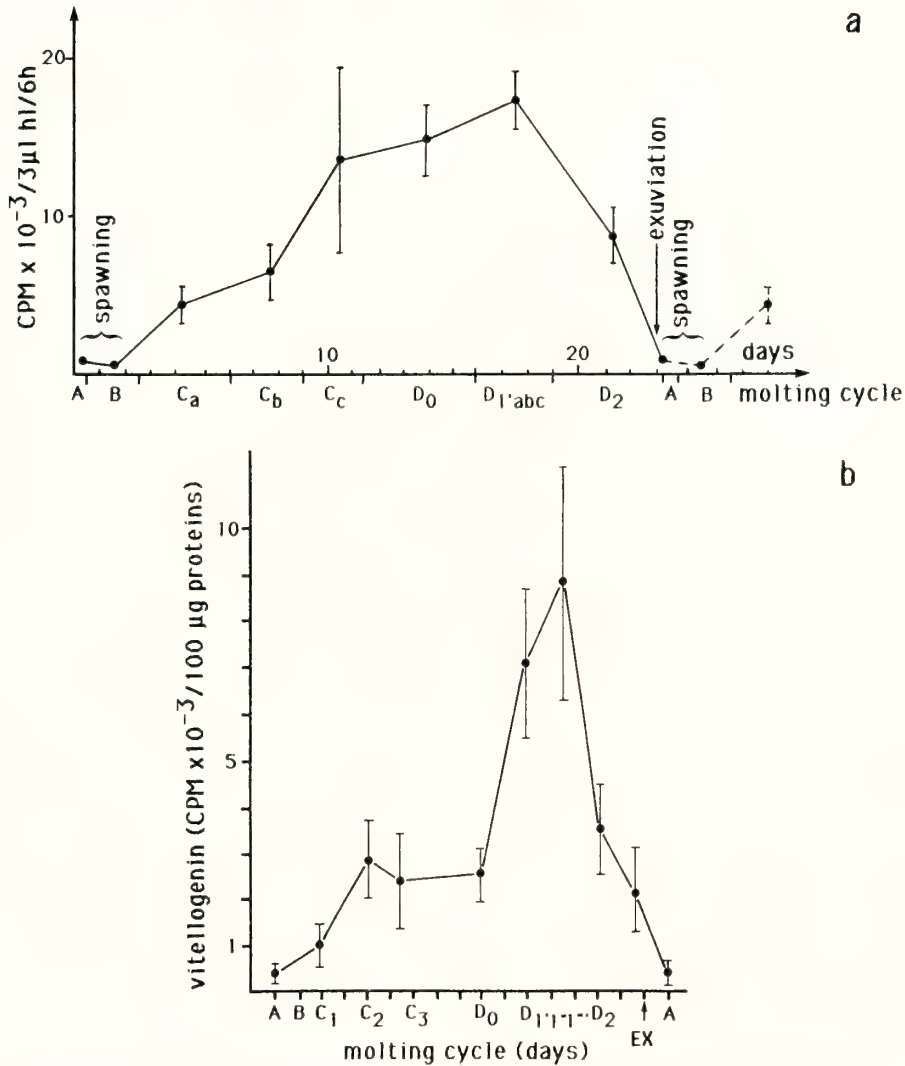 a
CPM x 10⁻³/3µl hl/6h
20
10
spawning
exuviation
spawning
10 20 days
A B Cₐ C_b C_c D₀ D₁'abc D₂ A B molting cycle
b
vitellogenin (CPM x10⁻³/100 µg proteins)
10
5
1
A B C₁ C₂ C₃ D₀ D₁'1''1'''D₂ A
EX
molting cycle (days)